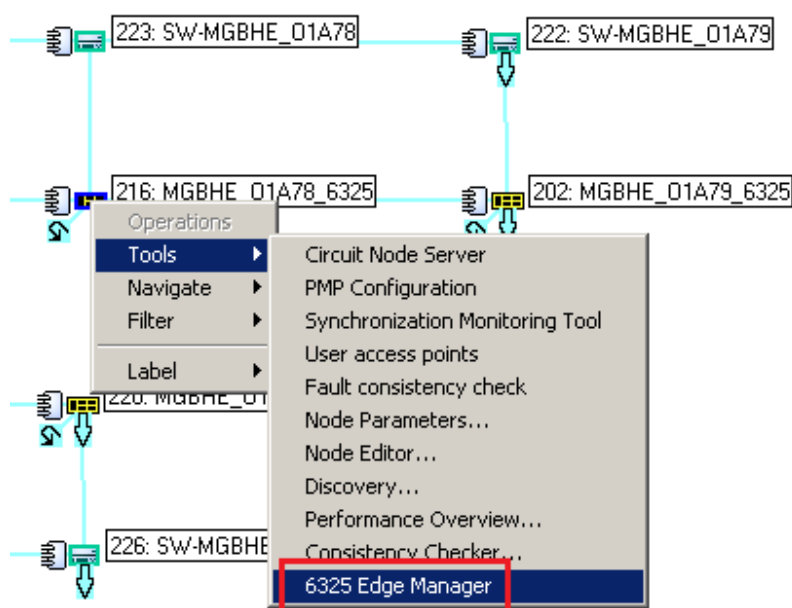 223: SW-MGBHE_01A78
222: SW-MGBHE_01A79
216: MGBHE_01A78_6325
202: MGBHE_01A79_6325
Operations
Tools
Navigate
Filter
Label
Circuit Node Server
PMP Configuration
Synchronization Monitoring Tool
User access points
Fault consistency check
Node Parameters...
Node Editor...
Discovery...
Performance Overview...
Consistency Checker...
6325 Edge Manager
220: MGBHE_01
226: SW-MGBHE